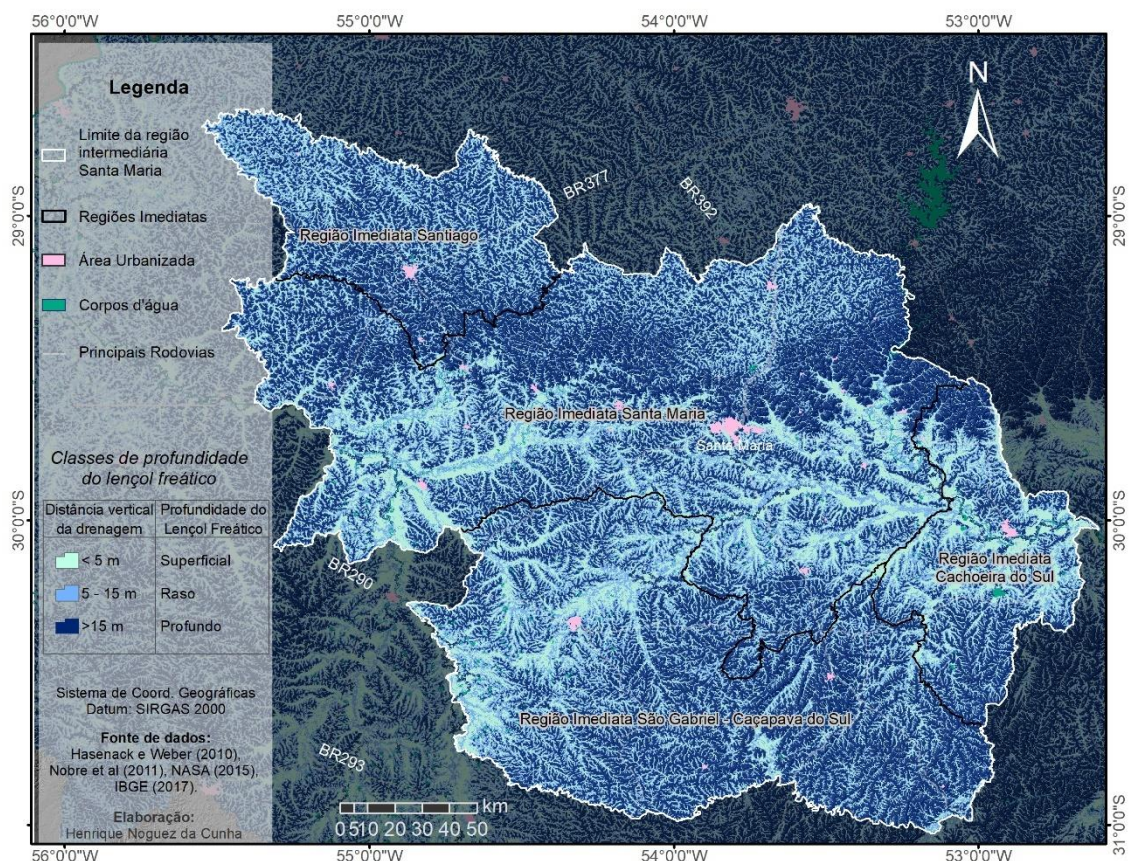 56°0'0"W
55°0'0"W
54°0'0"W
53°0'0"W
Legenda
Limite da região
intermediária
Santa Maria
Regiões Imediatas
Área Urbanizada
Corpos d'água
Principais Rodovias
Classes de profundidade
do lençol freático
Distância vertical
da drenagem
Profundidade do
Lençol Freático
< 5 m
Superficial
5 - 15 m
Raso
>15 m
Profundo
Sistema de Coord. Geográficas
Datum: SIRGAS 2000
Fonte de dados:
Hasenack e Weber (2010),
Nobre et al (2011), NASA (2015),
IBGE (2017).
Elaboração:
Henrique Noguez da Cunha
N
BR377
BR392
Região Imediata Santiago
Região Imediata Santa Maria
Santa Maria
Região Imediata
Cachoeira do Sul
BR290
Região Imediata São Gabriel - Caçapava do Sul
BR293
km
0 5 10 20 30 40 50
29°0'0"S
30°0'0"S
29°0'0"S
30°0'0"S
31°0'0"S
56°0'0"W
55°0'0"W
54°0'0"W
53°0'0"W